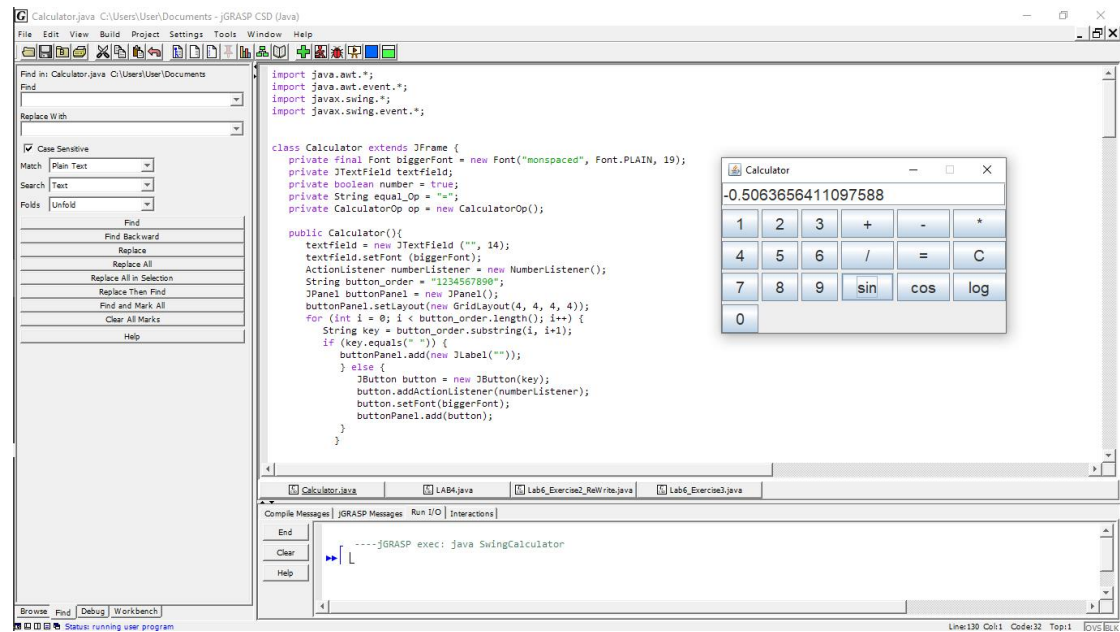 Calculator.java C:\Users\User\Documents - jGRASP CSD (Java)
File Edit View Build Project Settings Tools Window Help
Find in: Calculator.java C:\Users\User\Documents
Find
Replace With
Case Sensitive
Match Plain Text
Search Text
Folds Unfold
Find
Find Backward
Replace
Replace All
Replace All in Selection
Replace Then Find
Find and Mark All
Clear All Marks
Help
Browse Find Debug Workbench
import java.awt.*;
import java.awt.event.*;
import javax.swing.*;
import javax.swing.event.*;
class Calculator extends JFrame {
private final Font biggerFont = new Font("monspaced", Font.PLAIN, 19);
private JTextField textfield;
private boolean number = true;
private String equal_Op = "=";
private CalculatorOp op = new CalculatorOp();
public Calculator(){
textfield = new JTextField ("", 14);
textfield.setFont (biggerFont);
ActionListener numberListener = new NumberListener();
String button_order = "1234567890";
JPanel buttonPanel = new JPanel();
buttonPanel.setLayout(new GridLayout(4, 4, 4, 4));
for (int i = 0; i < button_order.length(); i++) {
String key = button_order.substring(i, i+1);
if (key.equals(" ")) {
buttonPanel.add(new JLabel(""));
} else {
JButton button = new JButton(key);
button.addActionListener(numberListener);
button.setFont(biggerFont);
buttonPanel.add(button);
}
}
Calculator
-0.5063656411097588
1 2 3 + - *
4 5 6 / = C
7 8 9 sin cos log
0
Calculator.java LAB4.java Lab6_Exercise2_ReWrite.java Lab6_Exercise3.java
Compile Messages jGRASP Messages Run I/O Interactions
End
Clear
Help
----jGRASP exec: java SwingCalculator
Status: running user program
Line:130 Col:1 Code:32 Top:1 OVS BLK